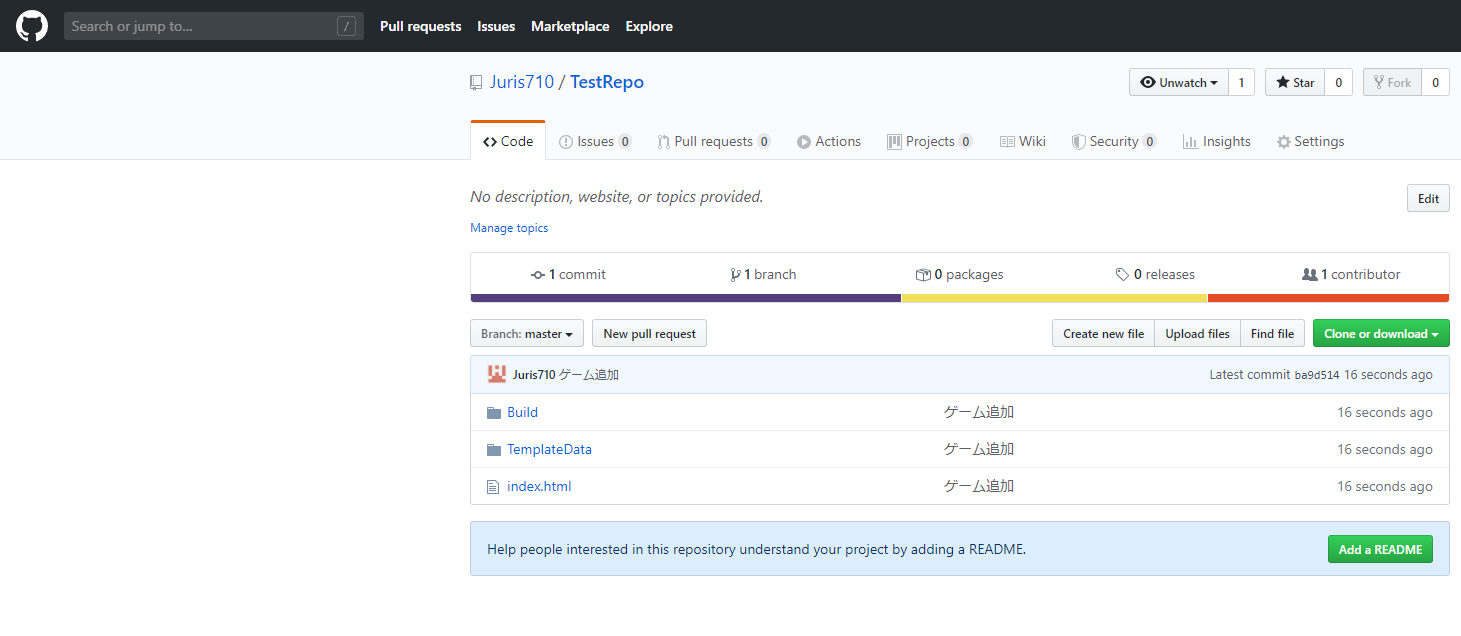 Search or jump to... / Pull requests Issues Marketplace Explore
Juris710 / TestRepo Unwatch 1 Star 0 Fork 0
Code Issues 0 Pull requests 0 Actions Projects 0 Wiki Security 0 Insights Settings
No description, website, or topics provided. Edit
Manage topics
1 commit 1 branch 0 packages 0 releases 1 contributor
Branch: master New pull request Create new file Upload files Find file Clone or download
Juris710 ゲーム追加 Latest commit ba9d514 16 seconds ago
Build ゲーム追加 16 seconds ago
TemplateData ゲーム追加 16 seconds ago
index.html ゲーム追加 16 seconds ago
Help people interested in this repository understand your project by adding a README. Add a README